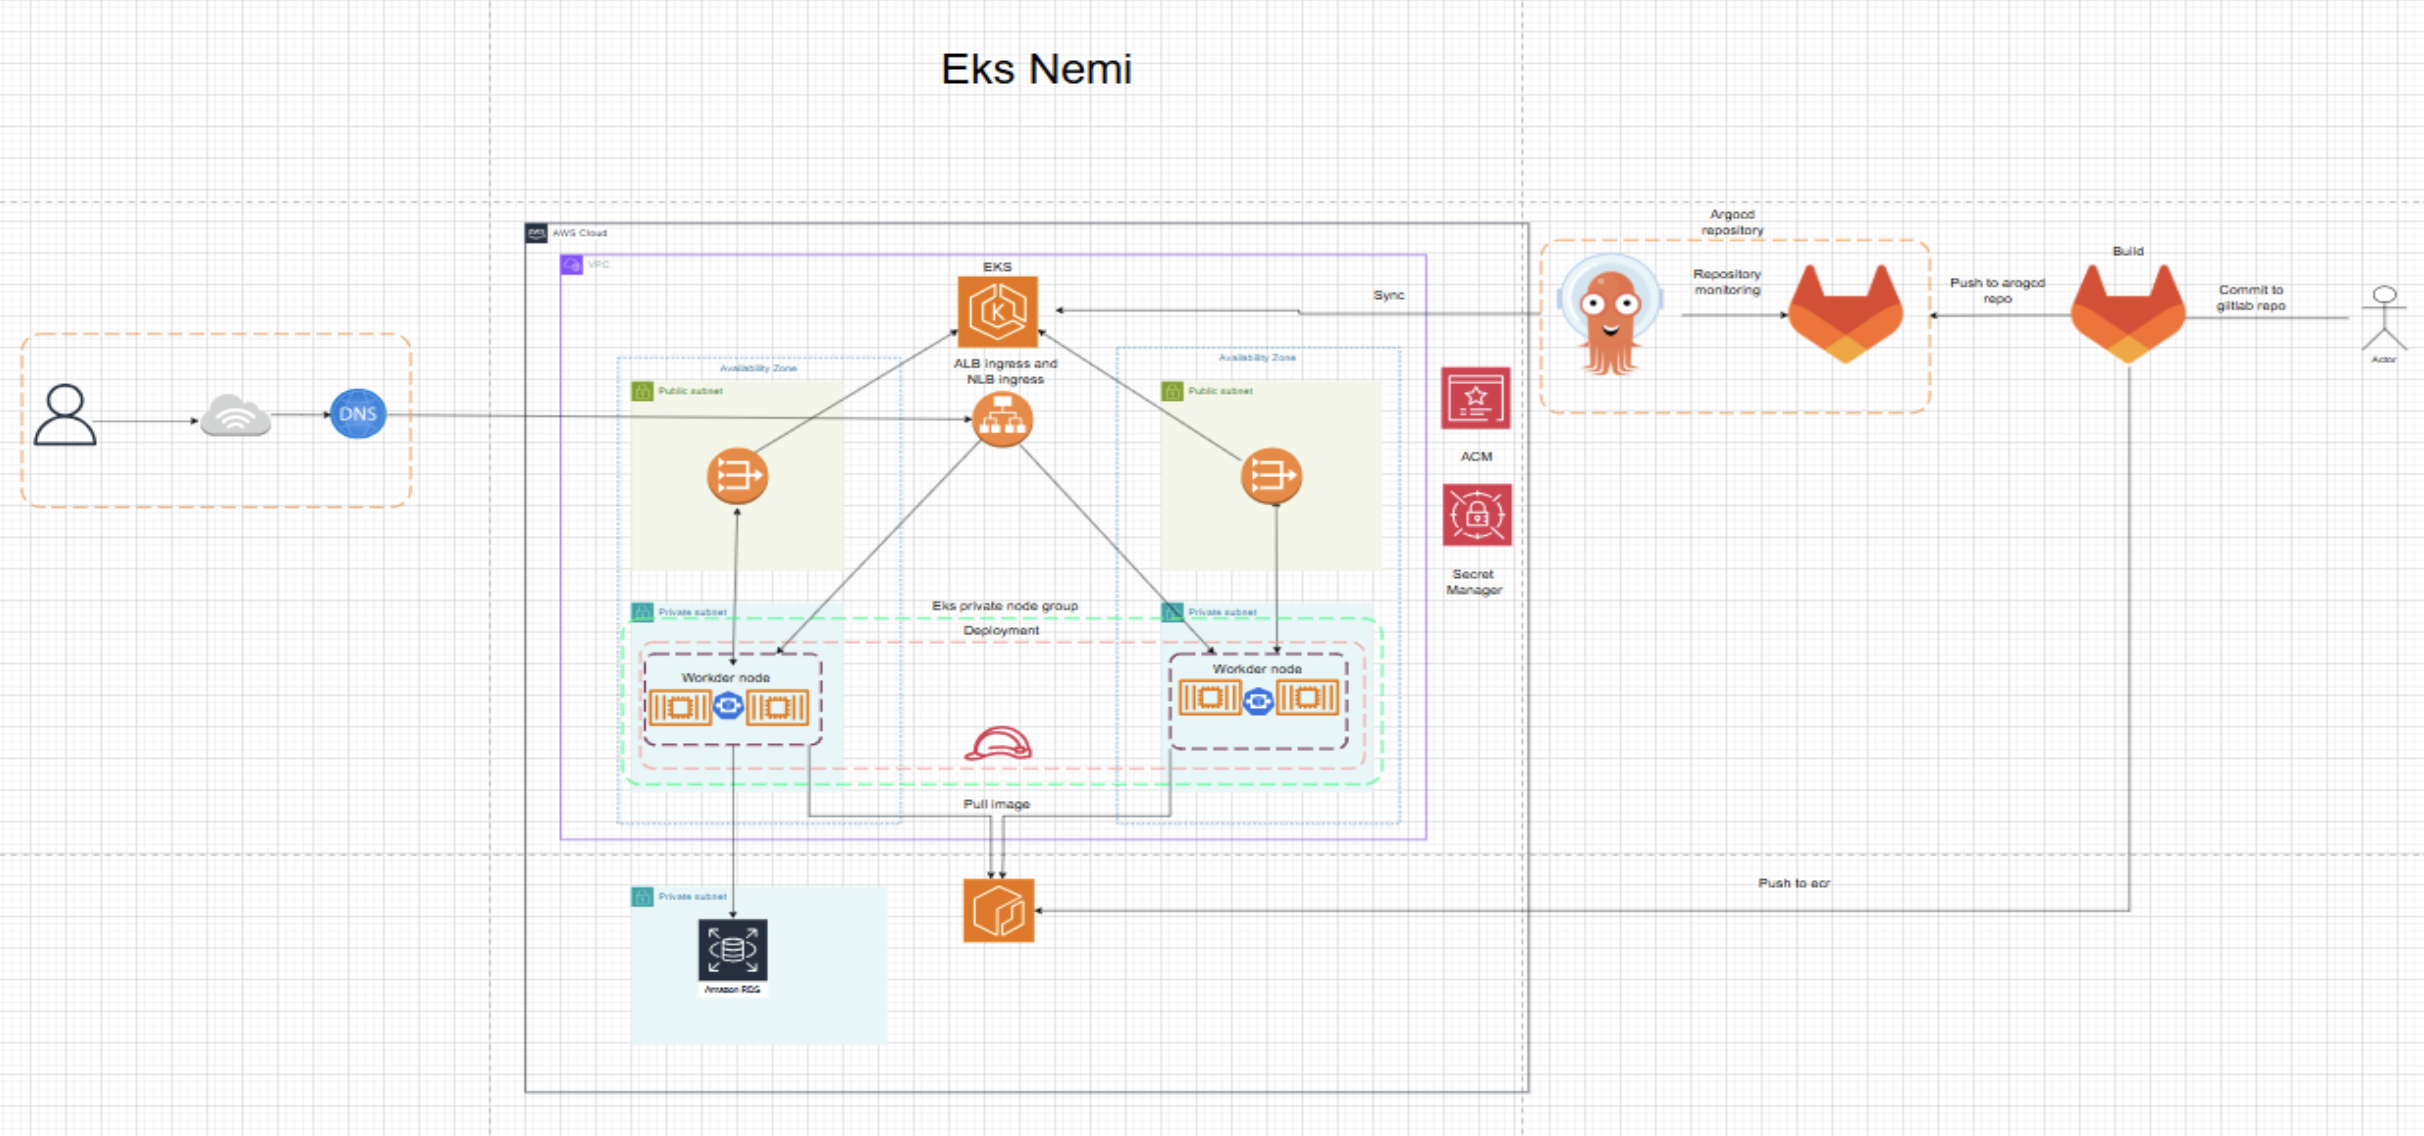 Eks Nemi
AWS Cloud
VPC
EKS
Sync
ALB ingress and
NLB ingress
Availability Zone
Public subnet
Availability Zone
Public subnet
DNS
ACM
Secret
Manager
Argocd
repository
Repository
monitoring
Push to arogcd
repo
Build
Commit to
gitlab repo
Actor
Private subnet
Eks private node group
Private subnet
Deployment
Workder node
Workder node
Pull image
Private subnet
Amazon RDS
Push to ecr